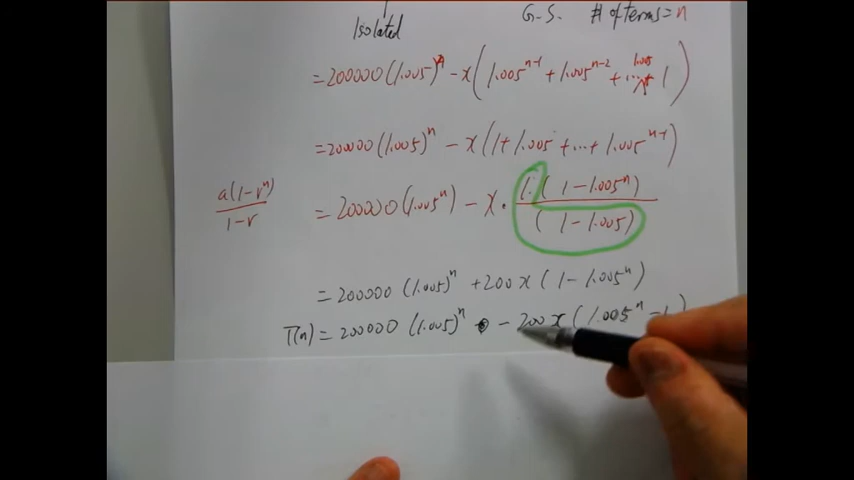 Isolated G.S. # of terms = n
= 200000 (1.005)^n - x ( 1.005^{n-1} + 1.005^{n-2} + ... 1.005 + 1 )
= 200000 (1.005)^n - x ( 1 + 1.005 + ... + 1.005^{n-1} )
a(1-r^n)/(1-r) = 200000 (1.005^n) - x · 1·( 1 - 1.005^n ) / ( 1 - 1.005 )
= 200000 (1.005)^n + 200 x ( 1 - 1.005^n )
T(n) = 200000 (1.005)^n - 200 x ( 1.005^n - 1 )